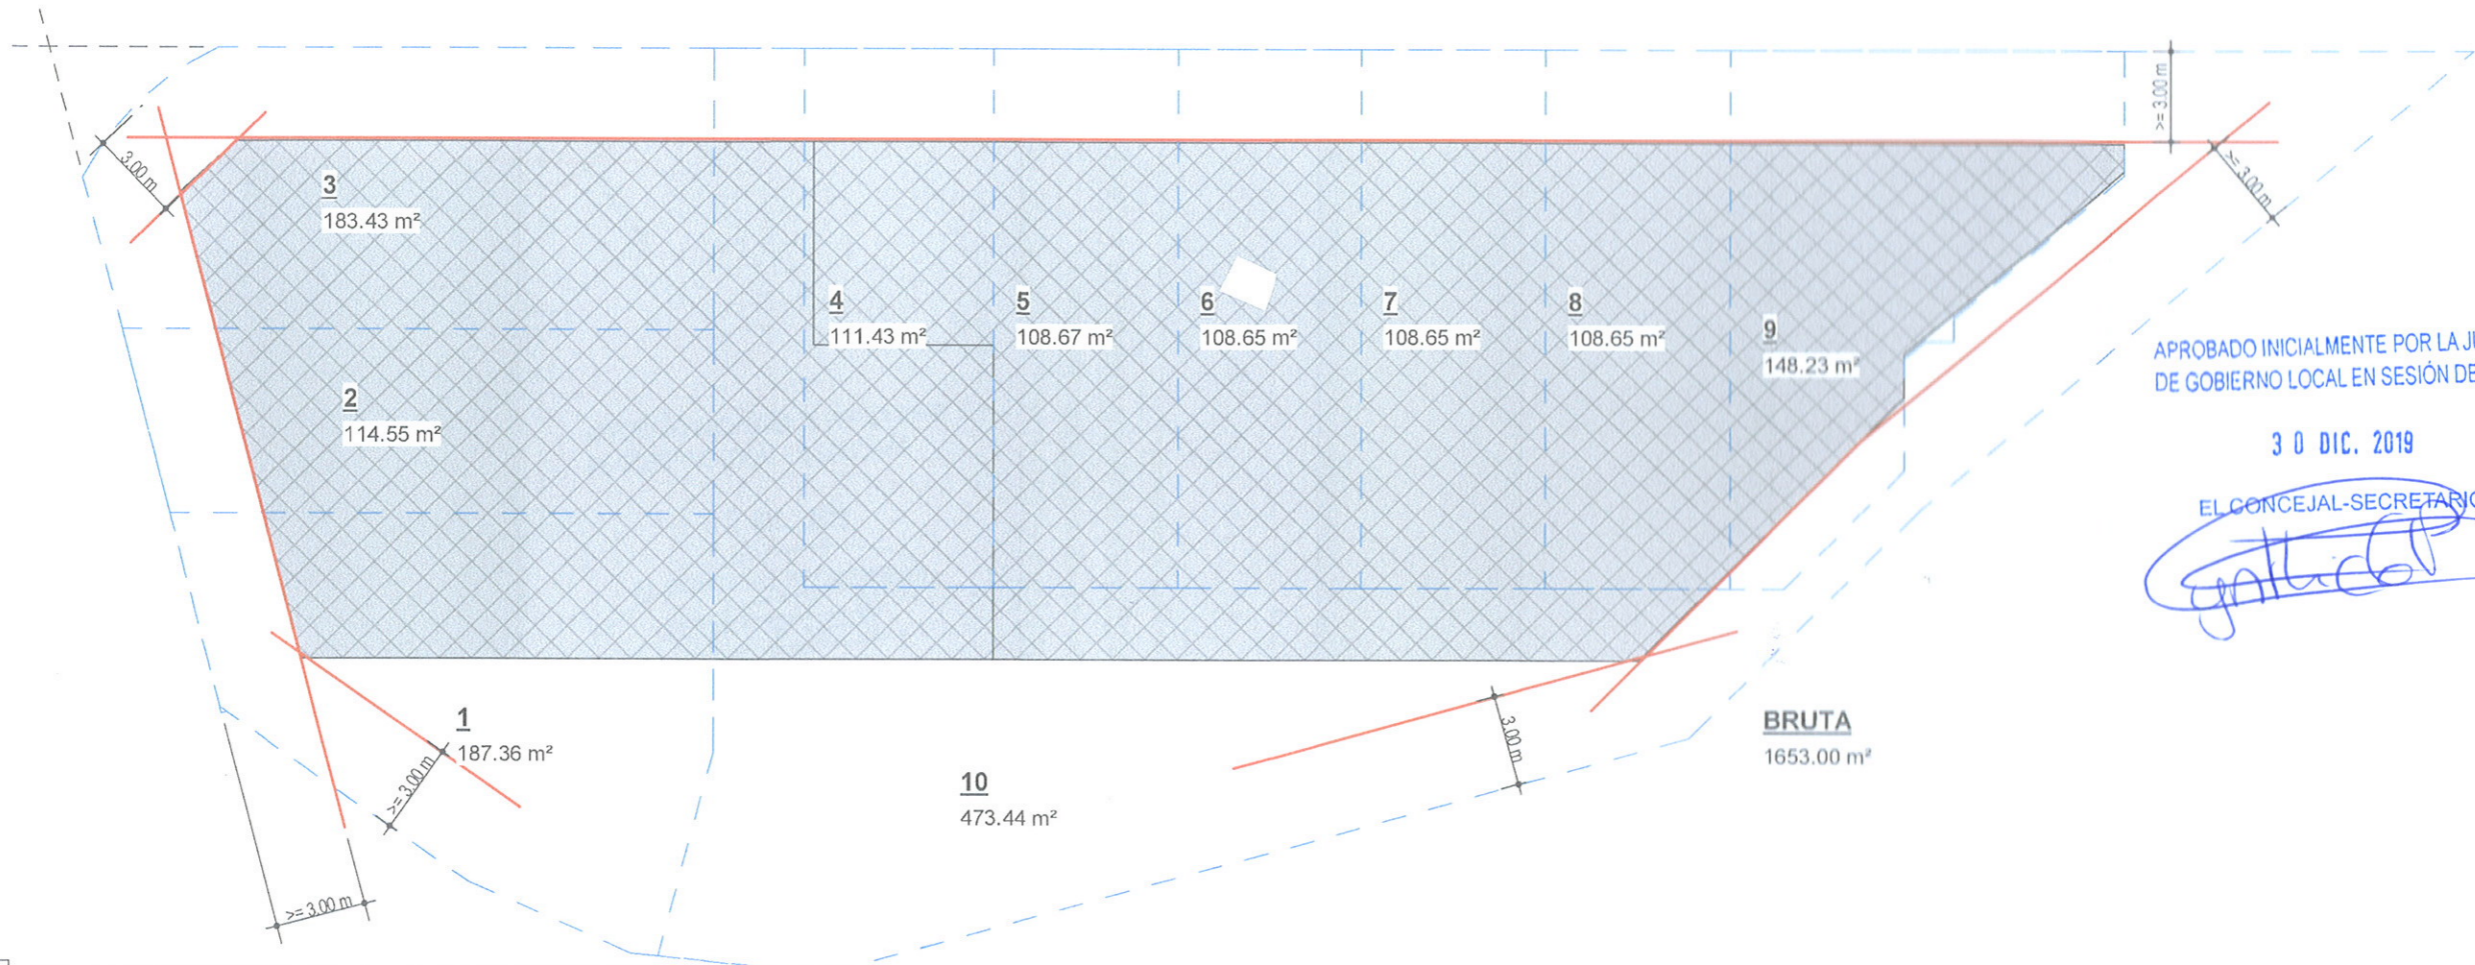 >= 3.00 m
3.00 m
>= 3.00 m
3
183.43 m²
4
111.43 m²
5
108.67 m²
6
108.65 m²
7
108.65 m²
8
108.65 m²
9
148.23 m²
APROBADO INICIALMENTE POR LA
DE GOBIERNO LOCAL EN SESIÓN DE
2
114.55 m²
3 0 DIC. 2019
EL CONCEJAL-SECRETARIO
1
187.36 m²
>= 3.00 m
3.00 m
BRUTA
1653.00 m²
10
473.44 m²
>= 3.00 m